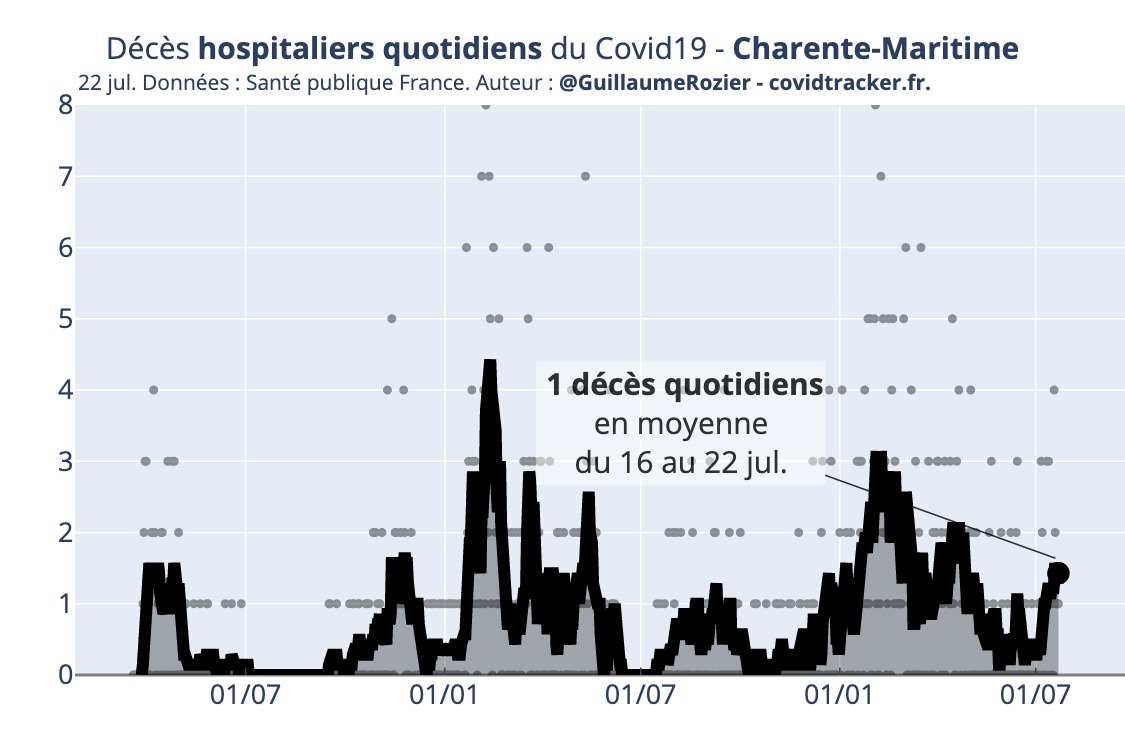 Décès hospitaliers quotidiens du Covid19 - Charente-Maritime
22 jul. Données : Santé publique France. Auteur : @GuillaumeRozier - covidtracker.fr.
8
7
6
5
4
3
2
1
0
1 décès quotidiens
en moyenne
du 16 au 22 jul.
01/07
01/01
01/07
01/01
01/07